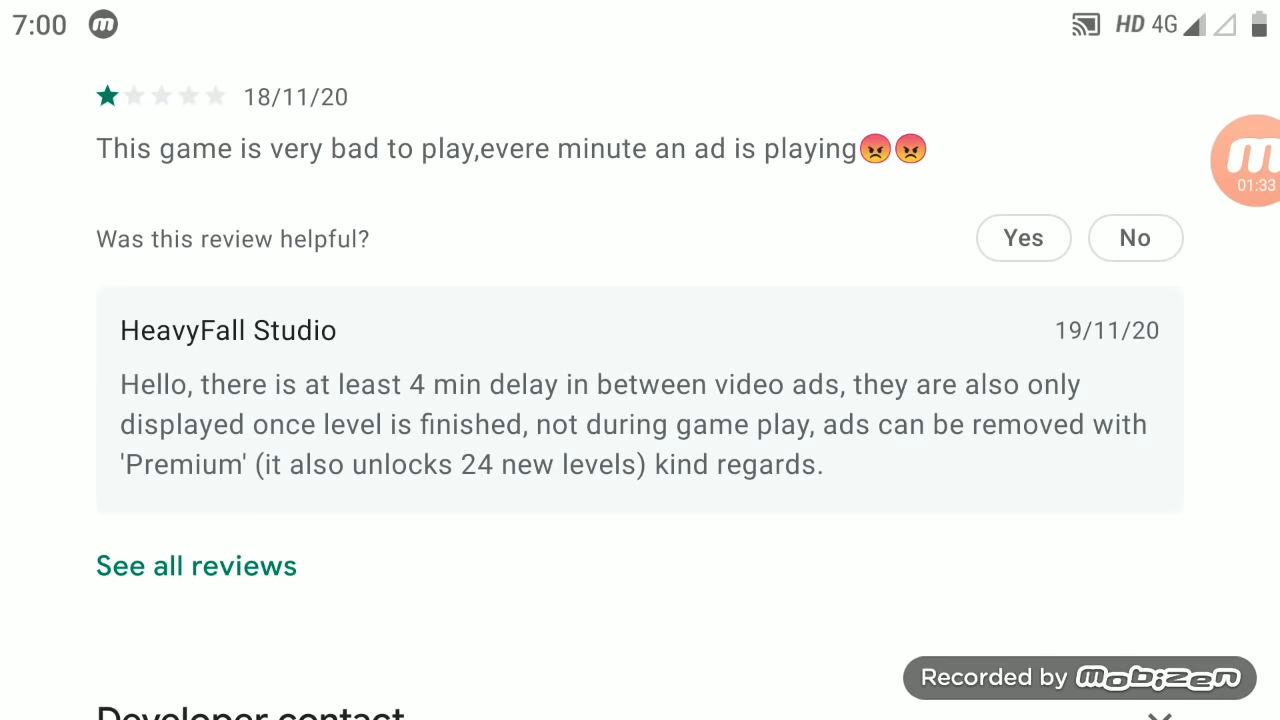 7:00 m HD 4G
18/11/20
This game is very bad to play,evere minute an ad is playing😡😡
m
01:33
Was this review helpful? Yes No
HeavyFall Studio 19/11/20
Hello, there is at least 4 min delay in between video ads, they are also only
displayed once level is finished, not during game play, ads can be removed with
'Premium' (it also unlocks 24 new levels) kind regards.
See all reviews
Recorded by mobizen
Developer contact